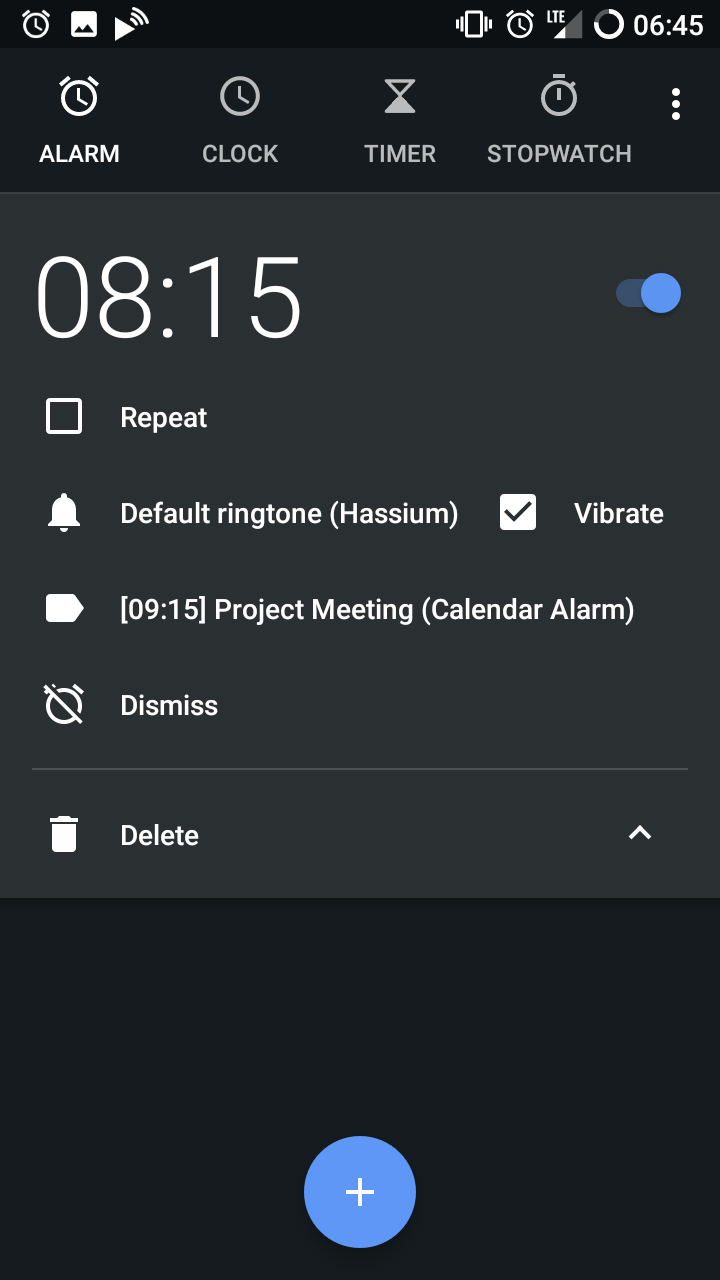 LTE 06:45
ALARM CLOCK TIMER STOPWATCH
08:15
Repeat
Default ringtone (Hassium) Vibrate
[09:15] Project Meeting (Calendar Alarm)
Dismiss
Delete